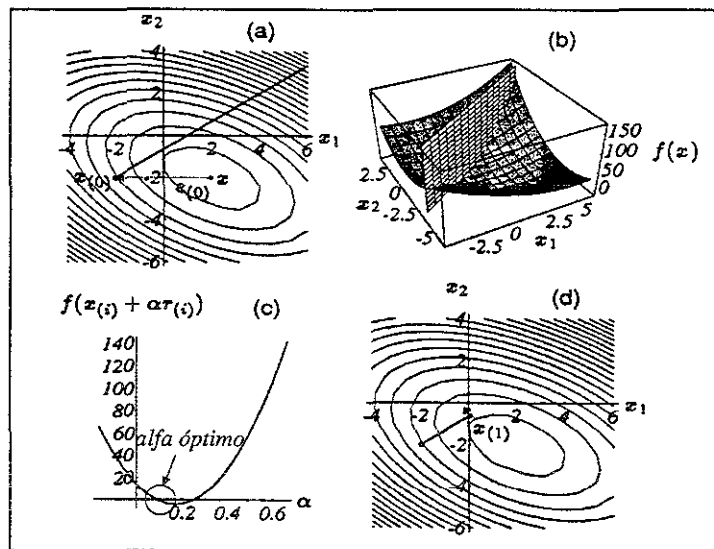 x₂
(a)
4
2
-4
-2
2
4
6
x₁
x₍₀₎
-2
e₍₀₎
x
-4
-6
(b)
150
100
50
0
f(x)
2.5
0
-2.5
-5
x₂
-2.5
0
2.5
5
x₁
f(x₍ᵢ₎ + αr₍ᵢ₎)
(c)
140
120
100
80
60
40
20
alfa óptimo
0.2
0.4
0.6
α
x₂
(d)
-4
2
-4
-2
2
4
6
x₁
x₍₁₎
-2
-4
-6